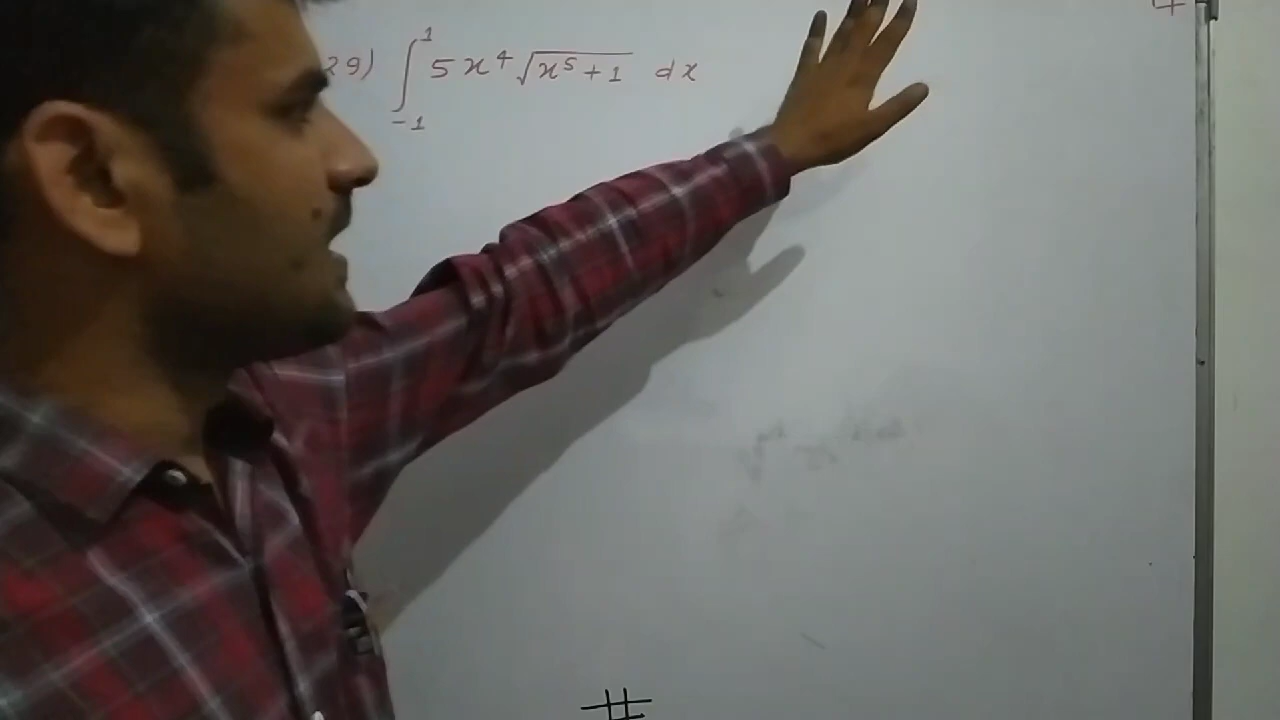 29) ∫₋₁¹ 5x⁴ √(x⁵+1) dx
#